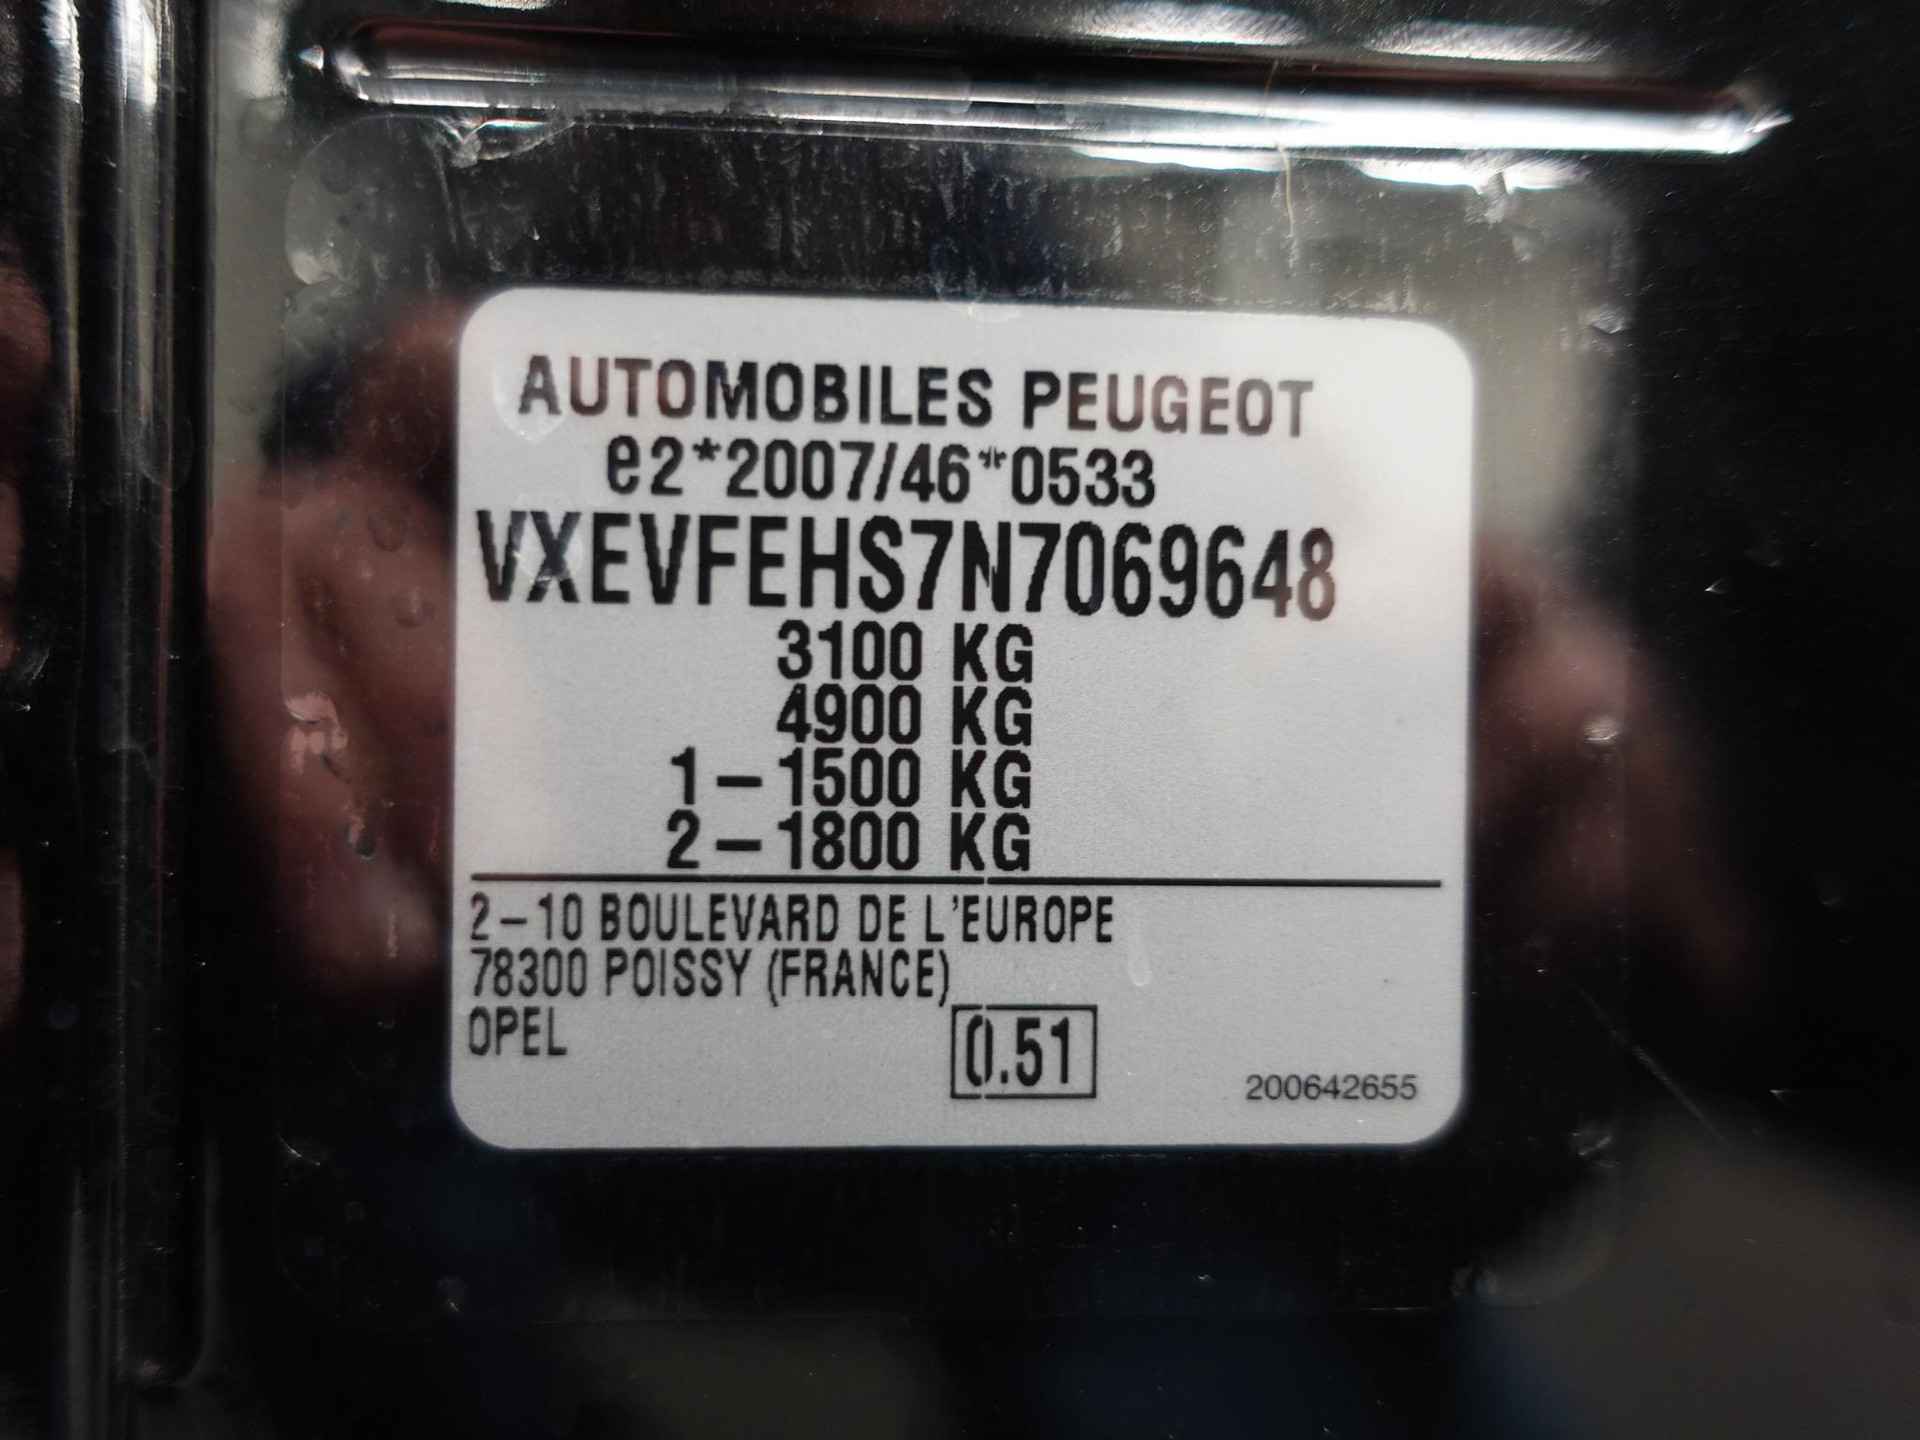 AUTOMOBILES PEUGEOT
e2*2007/46*0533
VXEVFEHS7N7069648
3100 KG
4900 KG
1-1500 KG
2-1800 KG
2-10 BOULEVARD DE L'EUROPE
78300 POISSY (FRANCE)
OPEL
0.51
200642655